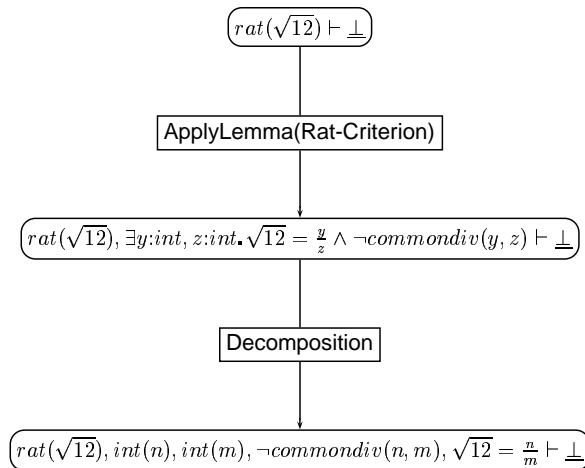 rat(√12) ⊢ ⊥
ApplyLemma(Rat-Criterion)
rat(√12), ∃y:int, z:int. √12 = y/z ∧ ¬commondiv(y, z) ⊢ ⊥
Decomposition
rat(√12), int(n), int(m), ¬commondiv(n, m), √12 = n/m ⊢ ⊥